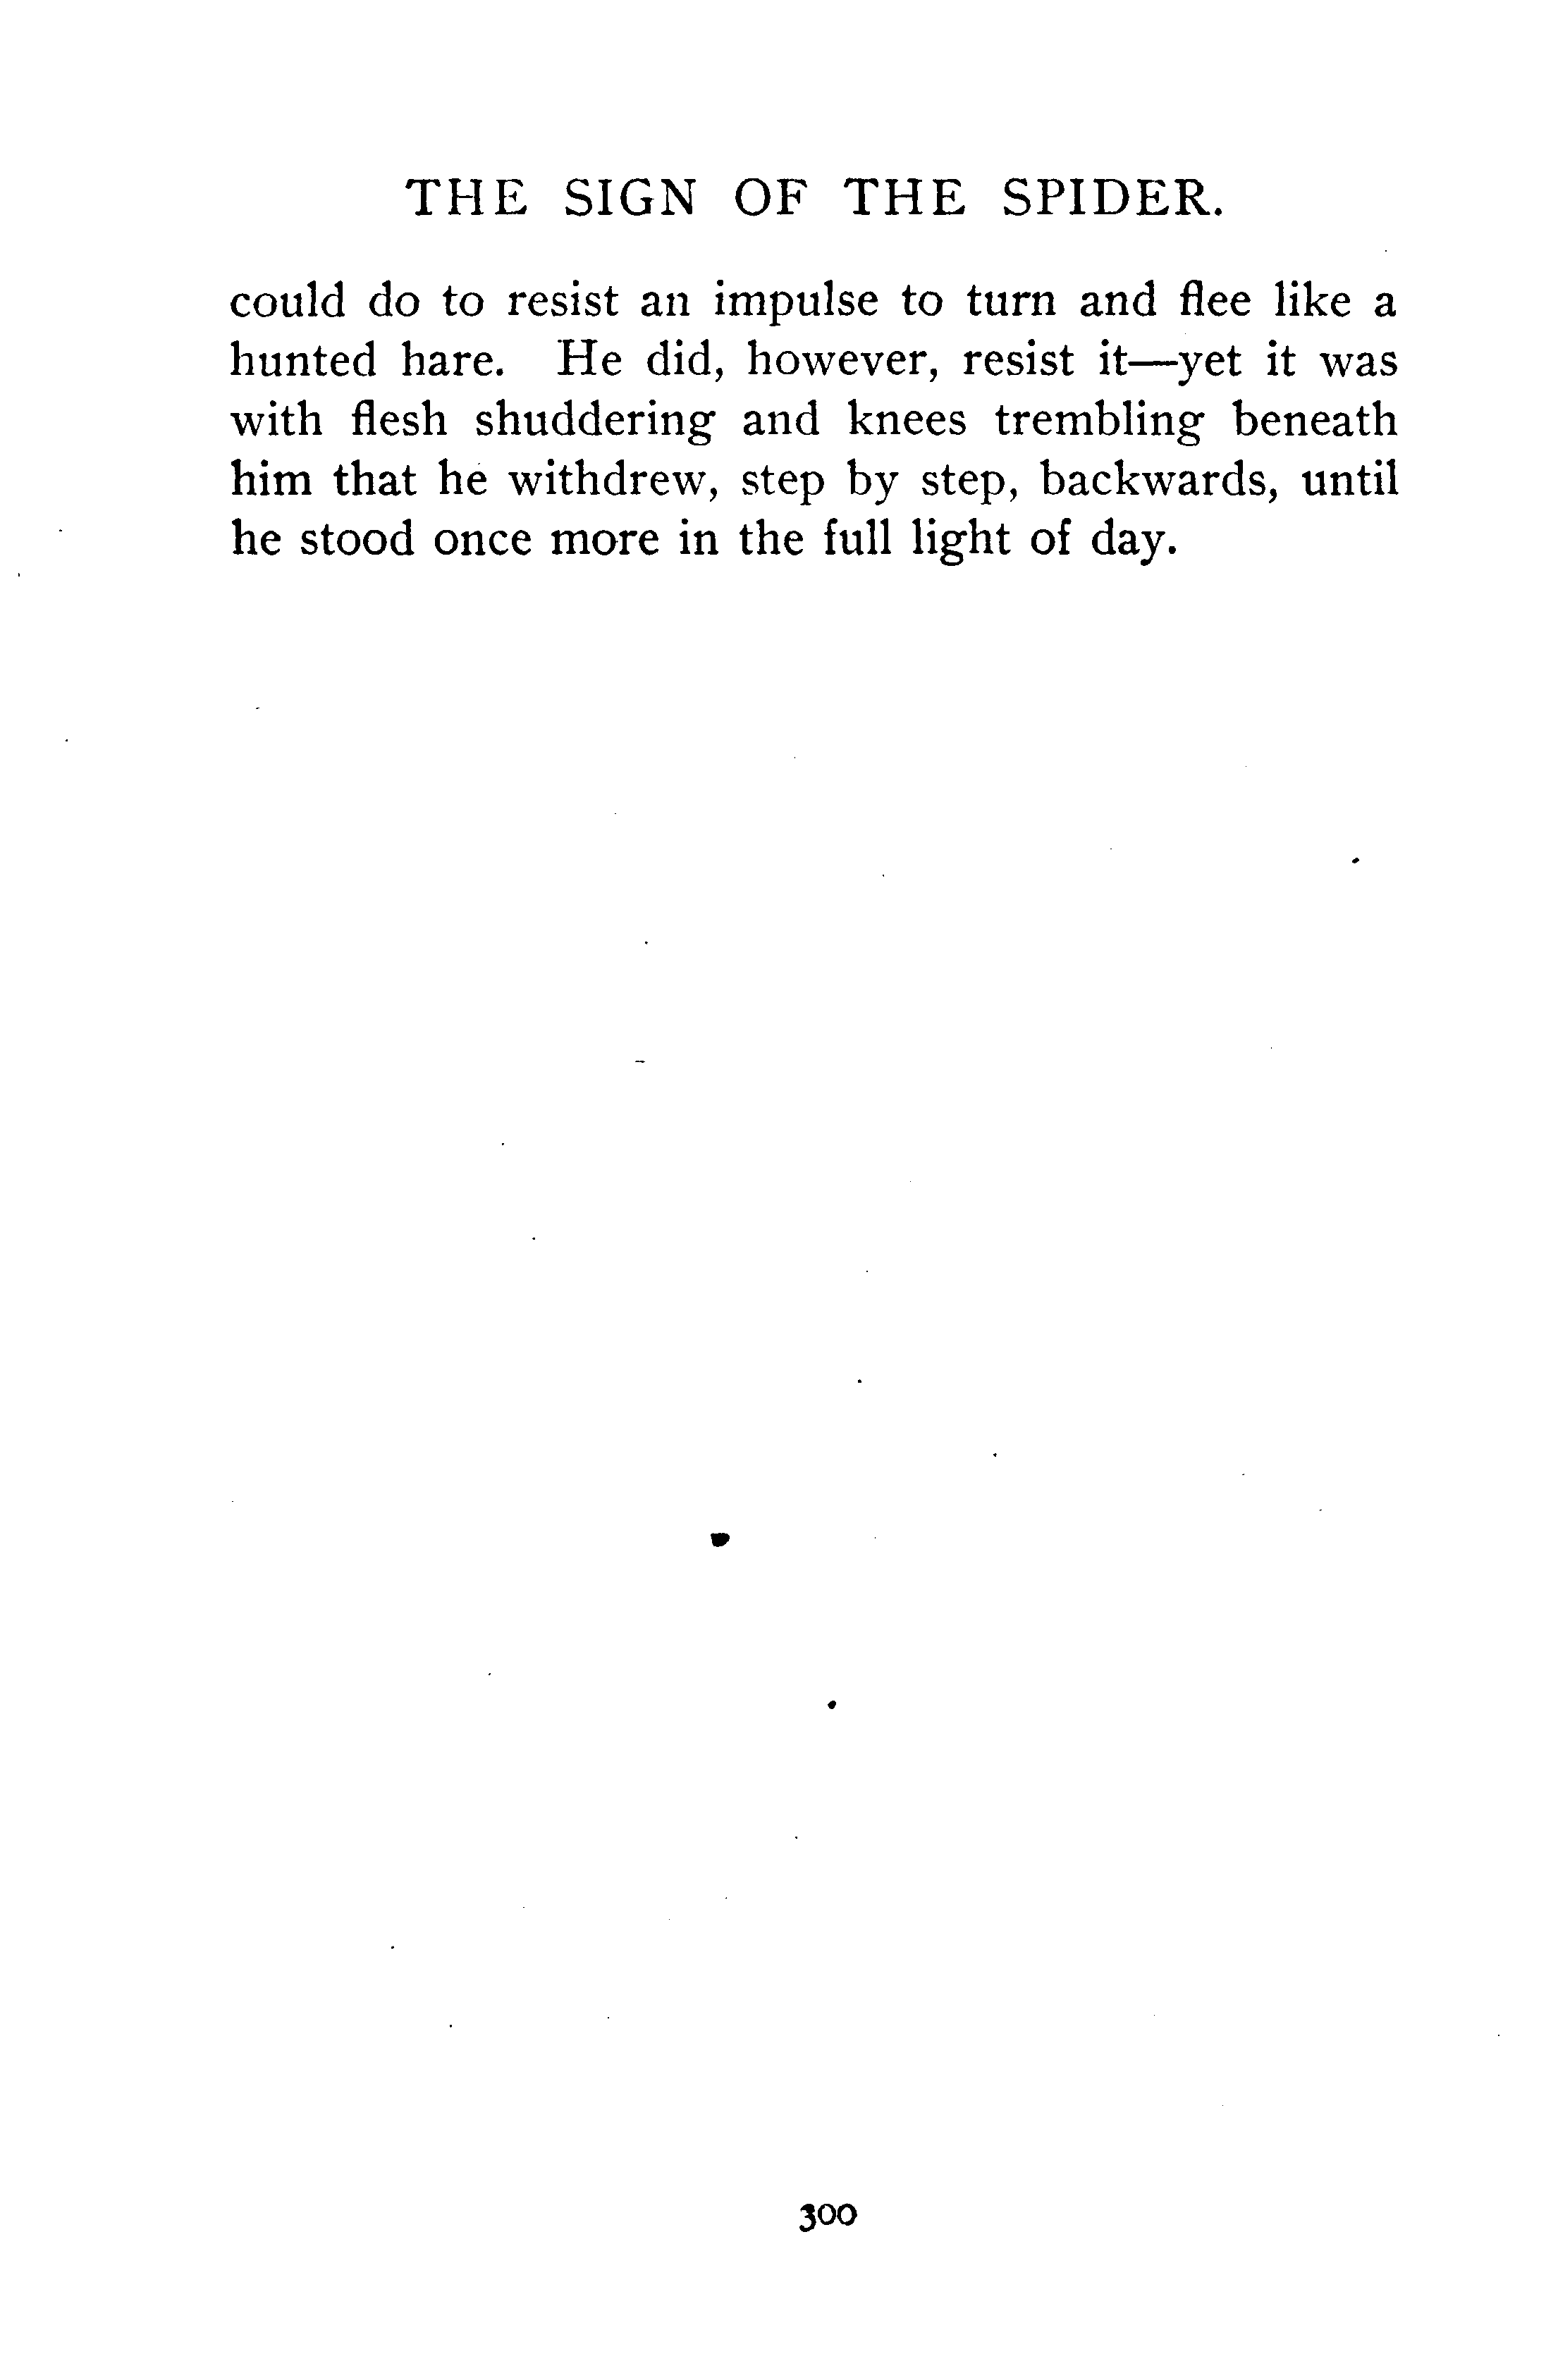 THE SIGN OF THE SPIDER.
could do to resist an impulse to turn and flee like a
hunted hare. He did, however, resist it—yet it was
with flesh shuddering and knees trembling beneath
him that he withdrew, step by step, backwards, until
he stood once more in the full light of day.
300